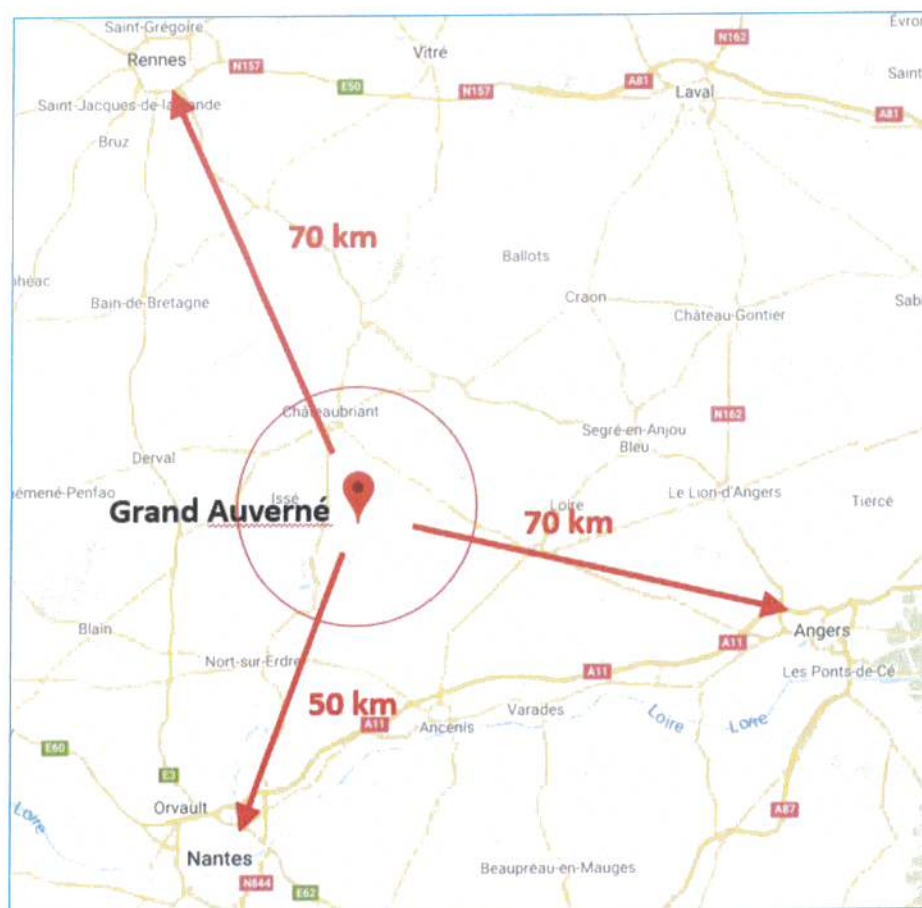 Saint-Grégoire
Évron
N162
Rennes
Vitré
N157
E50
N157
A81
Laval
Saint-Jacques-de-la-Lande
A81
Bruz
70 km
Ballots
Bain-de-Bretagne
Craon
Château-Gontier
Châteaubriant
N162
Segré-en-Anjou
Bleu
Derval
Issé
Le Lion-d'Angers
Tiercé
Grand Auverné
70 km
Loire
Blain
Angers
A11
Nort-sur-Erdre
A11
Les Ponts-de-Cé
50 km
Varades
Loire
Loire
A11
Ancenis
E60
E3
Orvault
A87
Loire
Nantes
Beaupréau-en-Mauges
N844
E62